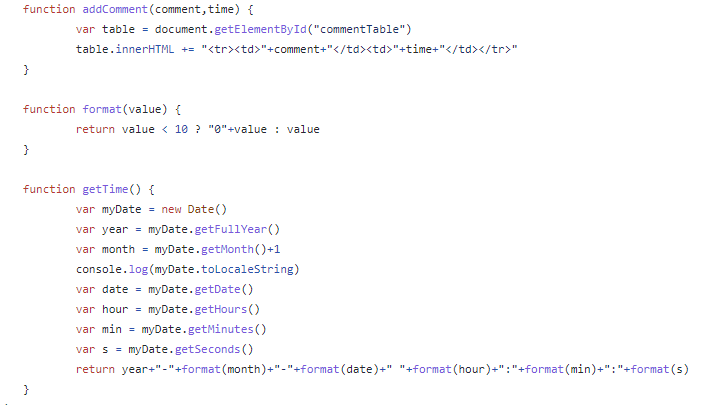 function addComment(comment,time) {
var table = document.getElementById("commentTable")
table.innerHTML += "<tr><td>"+comment+"</td><td>"+time+"</td></tr>"
}
function format(value) {
return value < 10 ? "0"+value : value
}
function getTime() {
var myDate = new Date()
var year = myDate.getFullYear()
var month = myDate.getMonth()+1
console.log(myDate.toLocaleString)
var date = myDate.getDate()
var hour = myDate.getHours()
var min = myDate.getMinutes()
var s = myDate.getSeconds()
return year+"-"+format(month)+"-"+format(date)+" "+format(hour)+":"+format(min)+":"+format(s)
}